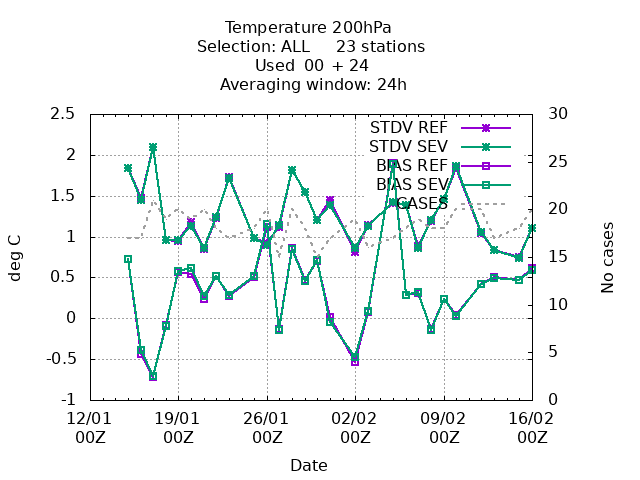 Temperature 200hPa
Selection: ALL 23 stations
Used 00 + 24
Averaging window: 24h
2.5
2
1.5
1
0.5
0
-0.5
-1
30
25
20
15
10
5
0
STDV REF
STDV SEV
BIAS REF
BIAS SEV
CASES
deg C
No cases
12/01 19/01 26/01 02/02 09/02 16/02
00Z 00Z 00Z 00Z 00Z 00Z
Date